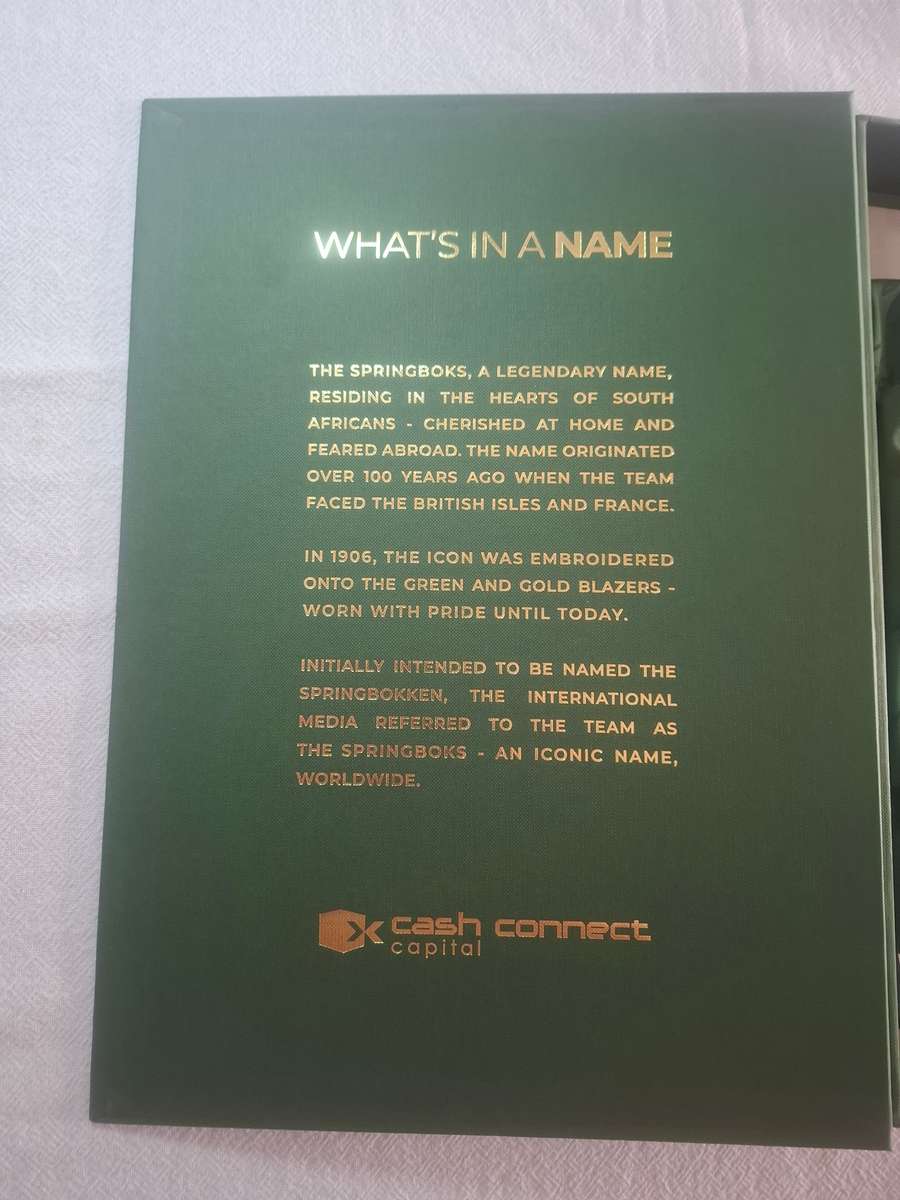 WHAT'S IN A NAME
THE SPRINGBOKS, A LEGENDARY NAME,
RESIDING IN THE HEARTS OF SOUTH
AFRICANS - CHERISHED AT HOME AND
FEARED ABROAD. THE NAME ORIGINATED
OVER 100 YEARS AGO WHEN THE TEAM
FACED THE BRITISH ISLES AND FRANCE.
IN 1906, THE ICON WAS EMBROIDERED
ONTO THE GREEN AND GOLD BLAZERS -
WORN WITH PRIDE UNTIL TODAY.
INITIALLY INTENDED TO BE NAMED THE
SPRINGBOKKEN, THE INTERNATIONAL
MEDIA REFERRED TO THE TEAM AS
THE SPRINGBOKS - AN ICONIC NAME,
WORLDWIDE.
cash connect
capital